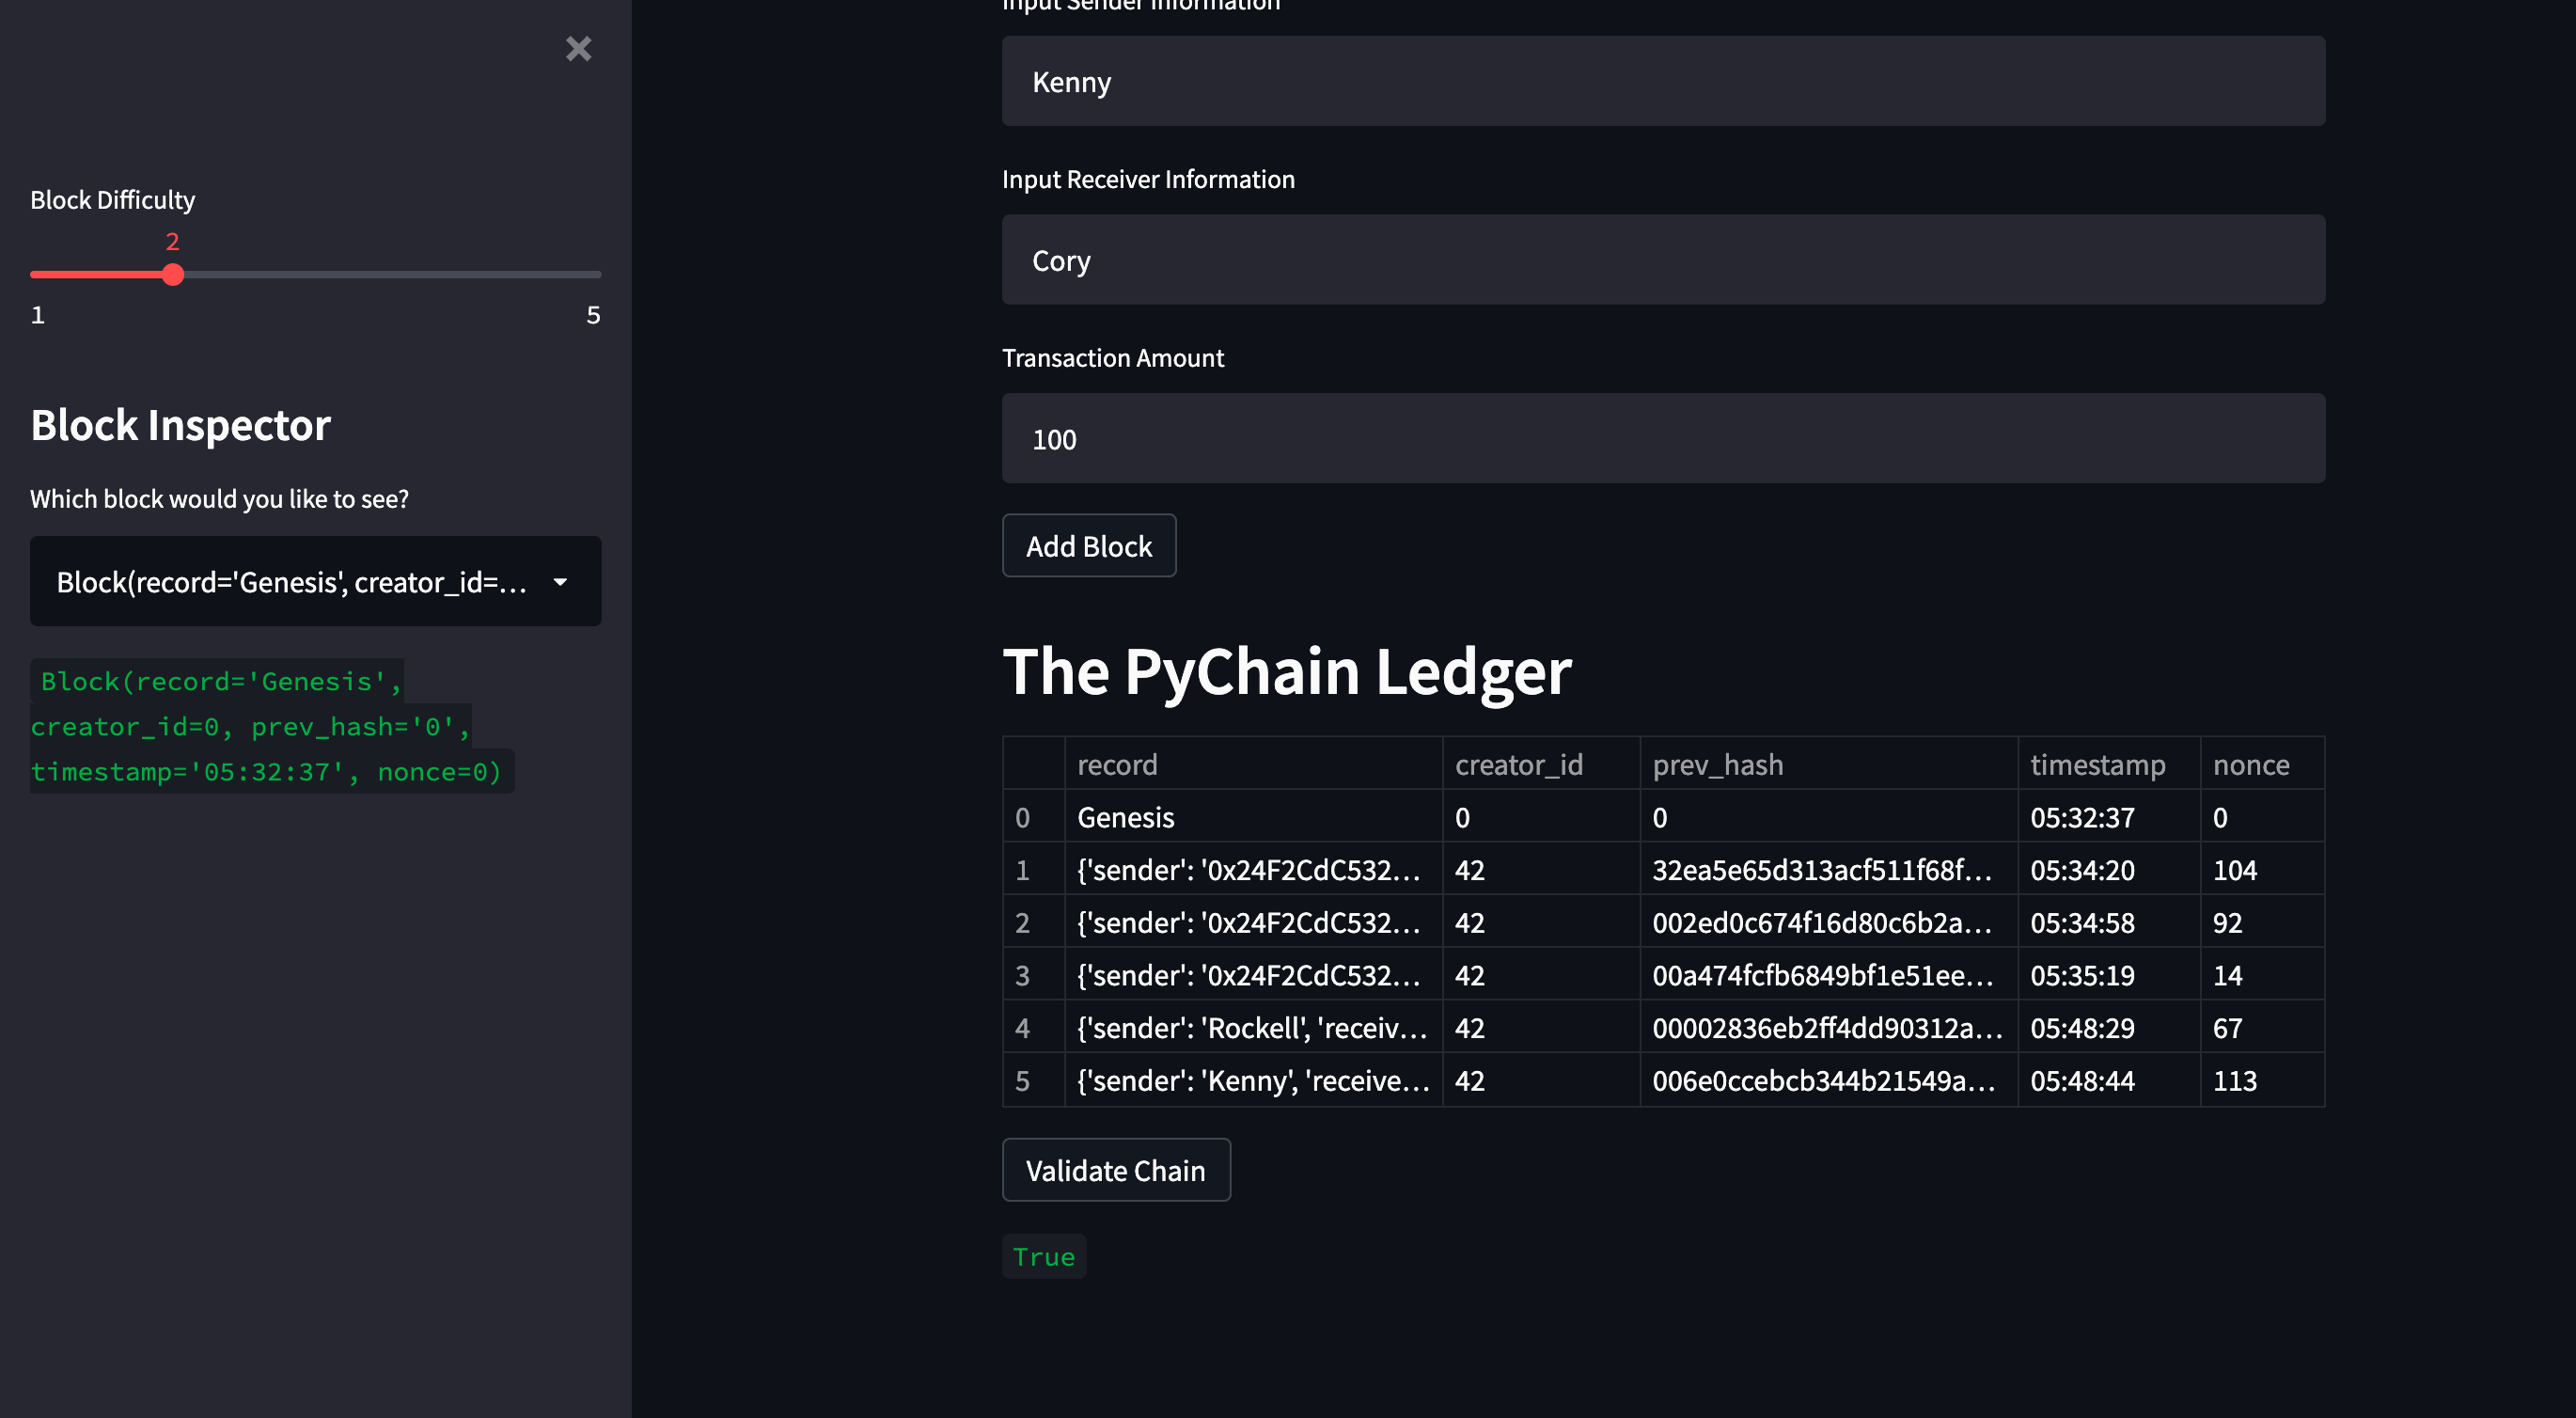 Block Difficulty
2
1 5
Block Inspector
Which block would you like to see?
Block(record='Genesis', creator_id=...
Block(record='Genesis',
creator_id=0, prev_hash='0',
timestamp='05:32:37', nonce=0)
Input Sender Information
Kenny
Input Receiver Information
Cory
Transaction Amount
100
Add Block
The PyChain Ledger
record creator_id prev_hash timestamp nonce
0 Genesis 0 0 05:32:37 0
1 {'sender': '0x24F2CdC532... 42 32ea5e65d313acf511f68f... 05:34:20 104
2 {'sender': '0x24F2CdC532... 42 002ed0c674f16d80c6b2a... 05:34:58 92
3 {'sender': '0x24F2CdC532... 42 00a474fcfb6849bf1e51ee... 05:35:19 14
4 {'sender': 'Rockell', 'receiv... 42 00002836eb2ff4dd90312a... 05:48:29 67
5 {'sender': 'Kenny', 'receive... 42 006e0ccebcb344b21549a... 05:48:44 113
Validate Chain
True